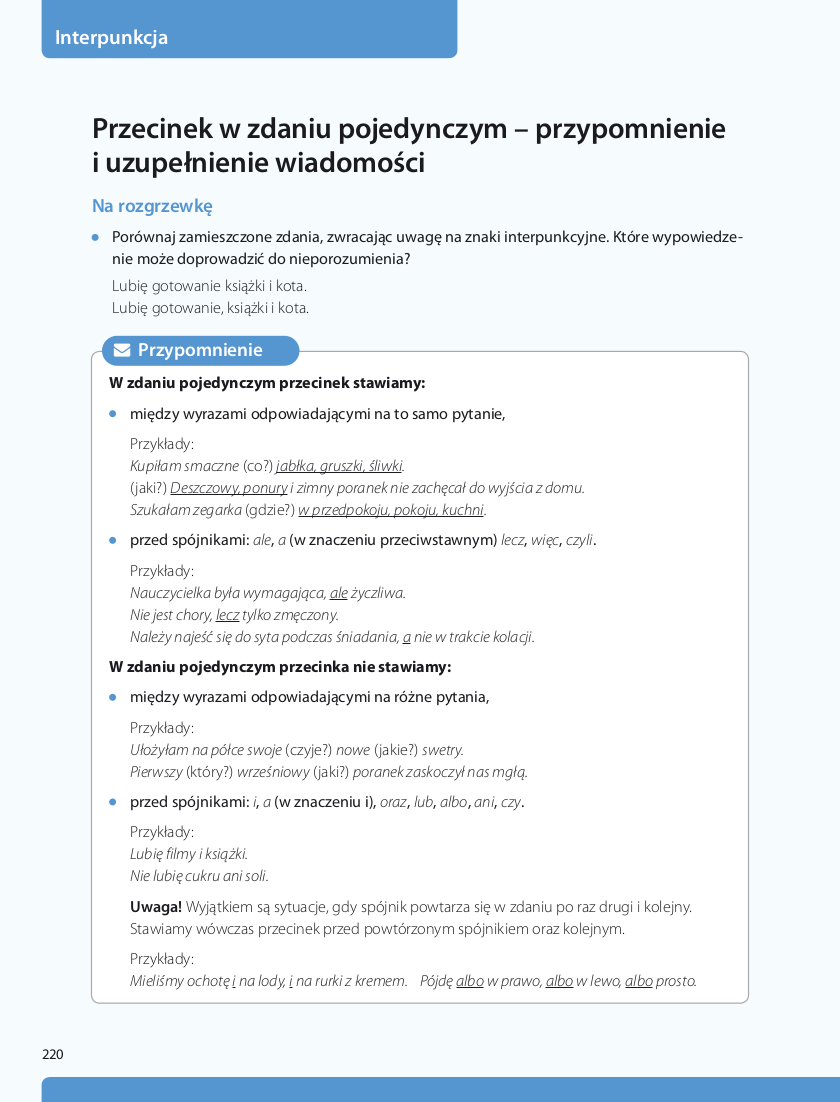 Interpunkcja
Przecinek w zdaniu pojedynczym – przypomnienie
i uzupełnienie wiadomości
Na rozgrzewkę
● Porównaj zamieszczone zdania, zwracając uwagę na znaki interpunkcyjne. Które wypowiedze-
nie może doprowadzić do nieporozumienia?
Lubię gotowanie książki i kota.
Lubię gotowanie, książki i kota.
Przypomnienie
W zdaniu pojedynczym przecinek stawiamy:
● między wyrazami odpowiadającymi na to samo pytanie,
Przykłady:
Kupiłam smaczne (co?) jabłka, gruszki, śliwki.
(jaki?) Deszczowy, ponury i zimny poranek nie zachęcał do wyjścia z domu.
Szukałam zegarka (gdzie?) w przedpokoju, pokoju, kuchni.
● przed spójnikami: ale, a (w znaczeniu przeciwstawnym) lecz, więc, czyli.
Przykłady:
Nauczycielka była wymagająca, ale życzliwa.
Nie jest chory, lecz tylko zmęczony.
Należy najeść się do syta podczas śniadania, a nie w trakcie kolacji.
W zdaniu pojedynczym przecinka nie stawiamy:
● między wyrazami odpowiadającymi na różne pytania,
Przykłady:
Ułożyłam na półce swoje (czyje?) nowe (jakie?) swetry.
Pierwszy (który?) wrześniowy (jaki?) poranek zaskoczył nas mgłą.
● przed spójnikami: i, a (w znaczeniu i), oraz, lub, albo, ani, czy.
Przykłady:
Lubię filmy i książki.
Nie lubię cukru ani soli.
Uwaga! Wyjątkiem są sytuacje, gdy spójnik powtarza się w zdaniu po raz drugi i kolejny.
Stawiamy wówczas przecinek przed powtórzonym spójnikiem oraz kolejnym.
Przykłady:
Mieliśmy ochotę i na lody, i na rurki z kremem. Pójdę albo w prawo, albo w lewo, albo prosto.
220